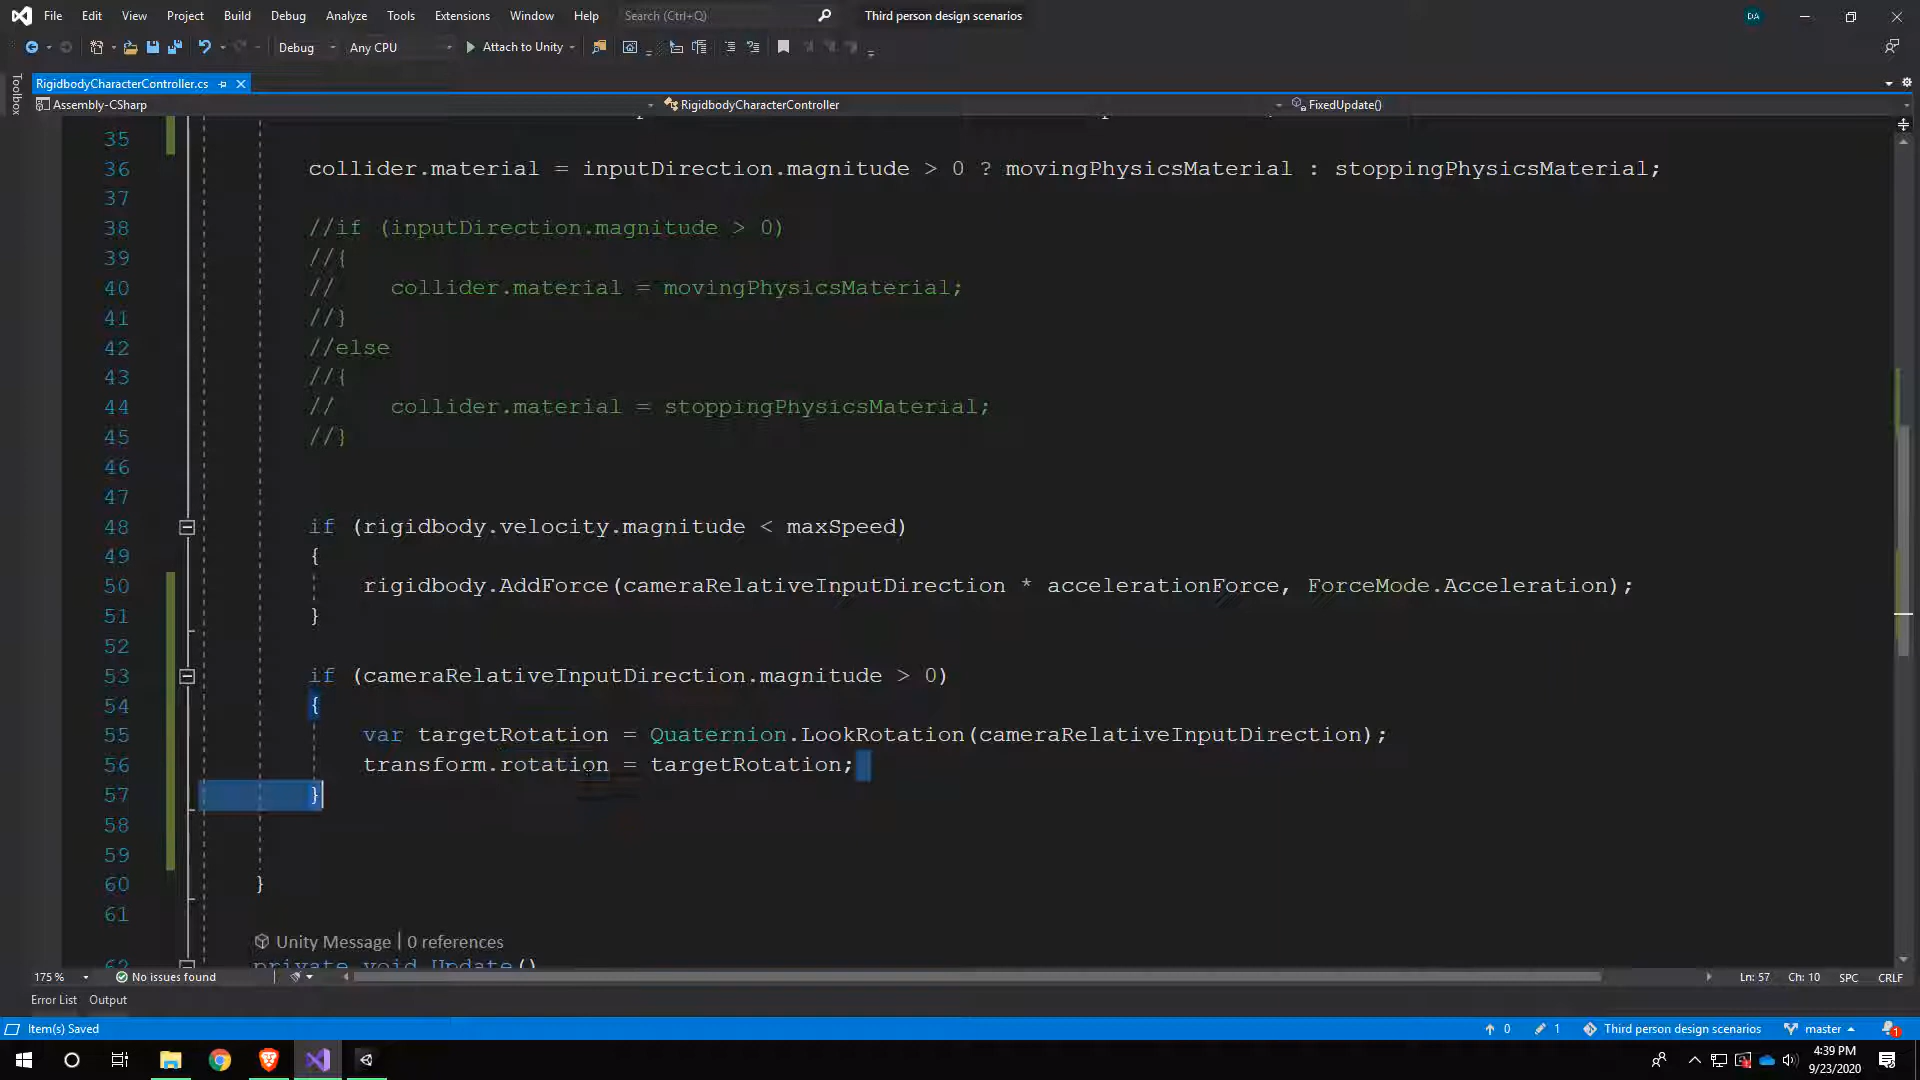 File Edit View Project Build Debug Analyze Tools Extensions Window Help Search (Ctrl+Q) Third person design scenarios DA
Debug Any CPU Attach to Unity
Toolbox
RigidbodyCharacterController.cs
Assembly-CSharp RigidbodyCharacterController FixedUpdate()
35
36 collider.material = inputDirection.magnitude > 0 ? movingPhysicsMaterial : stoppingPhysicsMaterial;
37
38 //if (inputDirection.magnitude > 0)
39 //{
40 // collider.material = movingPhysicsMaterial;
41 //}
42 //else
43 //{
44 // collider.material = stoppingPhysicsMaterial;
45 //}
46
47
48 if (rigidbody.velocity.magnitude < maxSpeed)
49 {
50 rigidbody.AddForce(cameraRelativeInputDirection * accelerationForce, ForceMode.Acceleration);
51 }
52
53 if (cameraRelativeInputDirection.magnitude > 0)
54 {
55 var targetRotation = Quaternion.LookRotation(cameraRelativeInputDirection);
56 transform.rotation = targetRotation;
57 }
58
59
60 }
61
Unity Message | 0 references
62 private void Update()
175 % No issues found Ln: 57 Ch: 10 SPC CRLF
Error List Output
Item(s) Saved 0 1 Third person design scenarios master 1
4:39 PM
9/23/2020